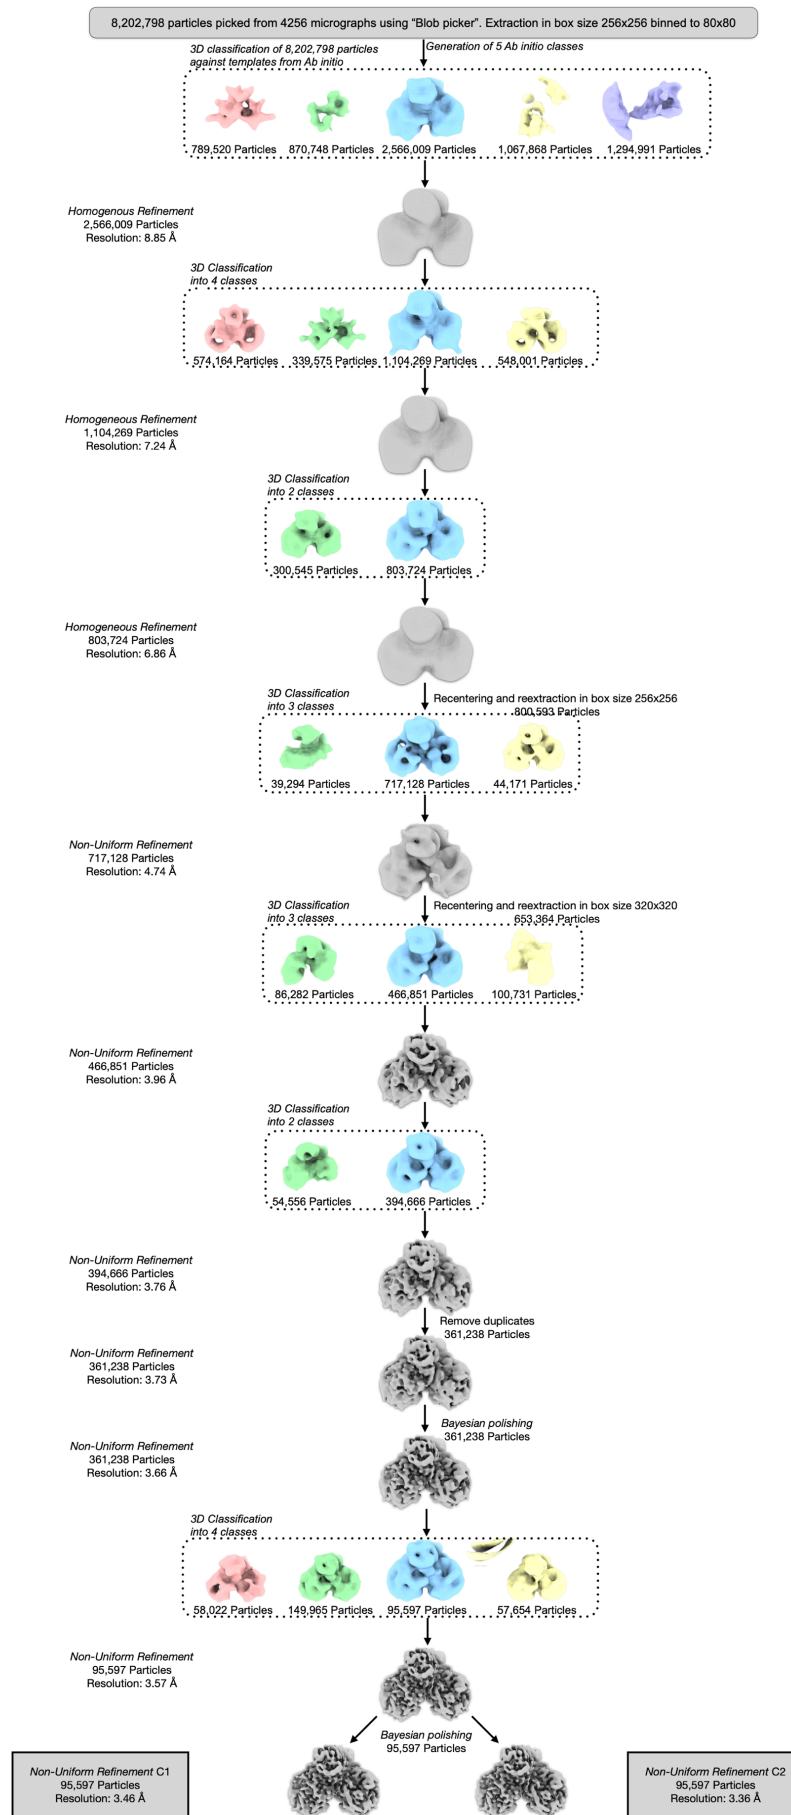 8,202,798 particles picked from 4256 micrographs using “Blob picker”. Extraction in box size 256x256 binned to 80x80
3D classification of 8,202,798 particles
against templates from Ab initio
Generation of 5 Ab initio classes
789,520 Particles
870,748 Particles
2,566,009 Particles
1,067,868 Particles
1,294,991 Particles
Homogenous Refinement
2,566,009 Particles
Resolution: 8.85 Å
3D Classification
into 4 classes
574,164 Particles
339,575 Particles
1,104,269 Particles
548,001 Particles
Homogeneous Refinement
1,104,269 Particles
Resolution: 7.24 Å
3D Classification
into 2 classes
300,545 Particles
803,724 Particles
Homogeneous Refinement
803,724 Particles
Resolution: 6.86 Å
3D Classification
into 3 classes
Recentering and reextraction in box size 256x256
800,593 Particles
39,294 Particles
717,128 Particles
44,171 Particles
Non-Uniform Refinement
717,128 Particles
Resolution: 4.74 Å
3D Classification
into 3 classes
Recentering and reextraction in box size 320x320
653,364 Particles
86,282 Particles
466,851 Particles
100,731 Particles
Non-Uniform Refinement
466,851 Particles
Resolution: 3.96 Å
3D Classification
into 2 classes
54,556 Particles
394,666 Particles
Non-Uniform Refinement
394,666 Particles
Resolution: 3.76 Å
Remove duplicates
361,238 Particles
Non-Uniform Refinement
361,238 Particles
Resolution: 3.73 Å
Bayesian polishing
361,238 Particles
Non-Uniform Refinement
361,238 Particles
Resolution: 3.66 Å
3D Classification
into 4 classes
58,022 Particles
149,965 Particles
95,597 Particles
57,654 Particles
Non-Uniform Refinement
95,597 Particles
Resolution: 3.57 Å
Bayesian polishing
95,597 Particles
Non-Uniform Refinement C1
95,597 Particles
Resolution: 3.46 Å
Non-Uniform Refinement C2
95,597 Particles
Resolution: 3.36 Å